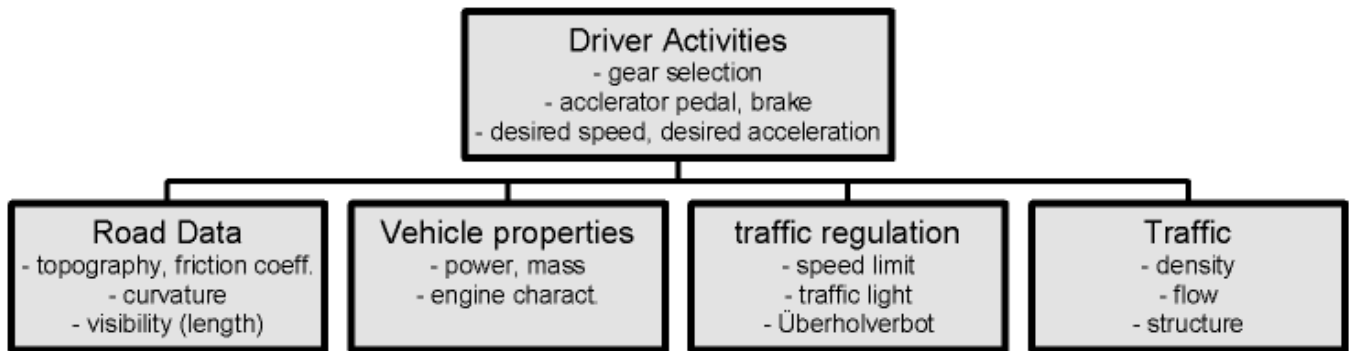 Driver Activities
- gear selection
- acclerator pedal, brake
- desired speed, desired acceleration
Road Data
- topography, friction coeff.
- curvature
- visibility (length)
Vehicle properties
- power, mass
- engine charact.
traffic regulation
- speed limit
- traffic light
- Überholverbot
Traffic
- density
- flow
- structure